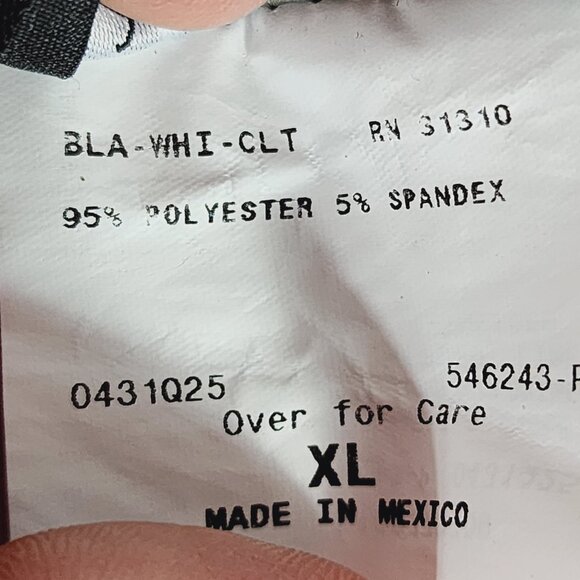 BLA-WHI-CLT RN 31310
95% POLYESTER 5% SPANDEX
0431Q25 546243-
Over for Care
XL
MADE IN MEXICO